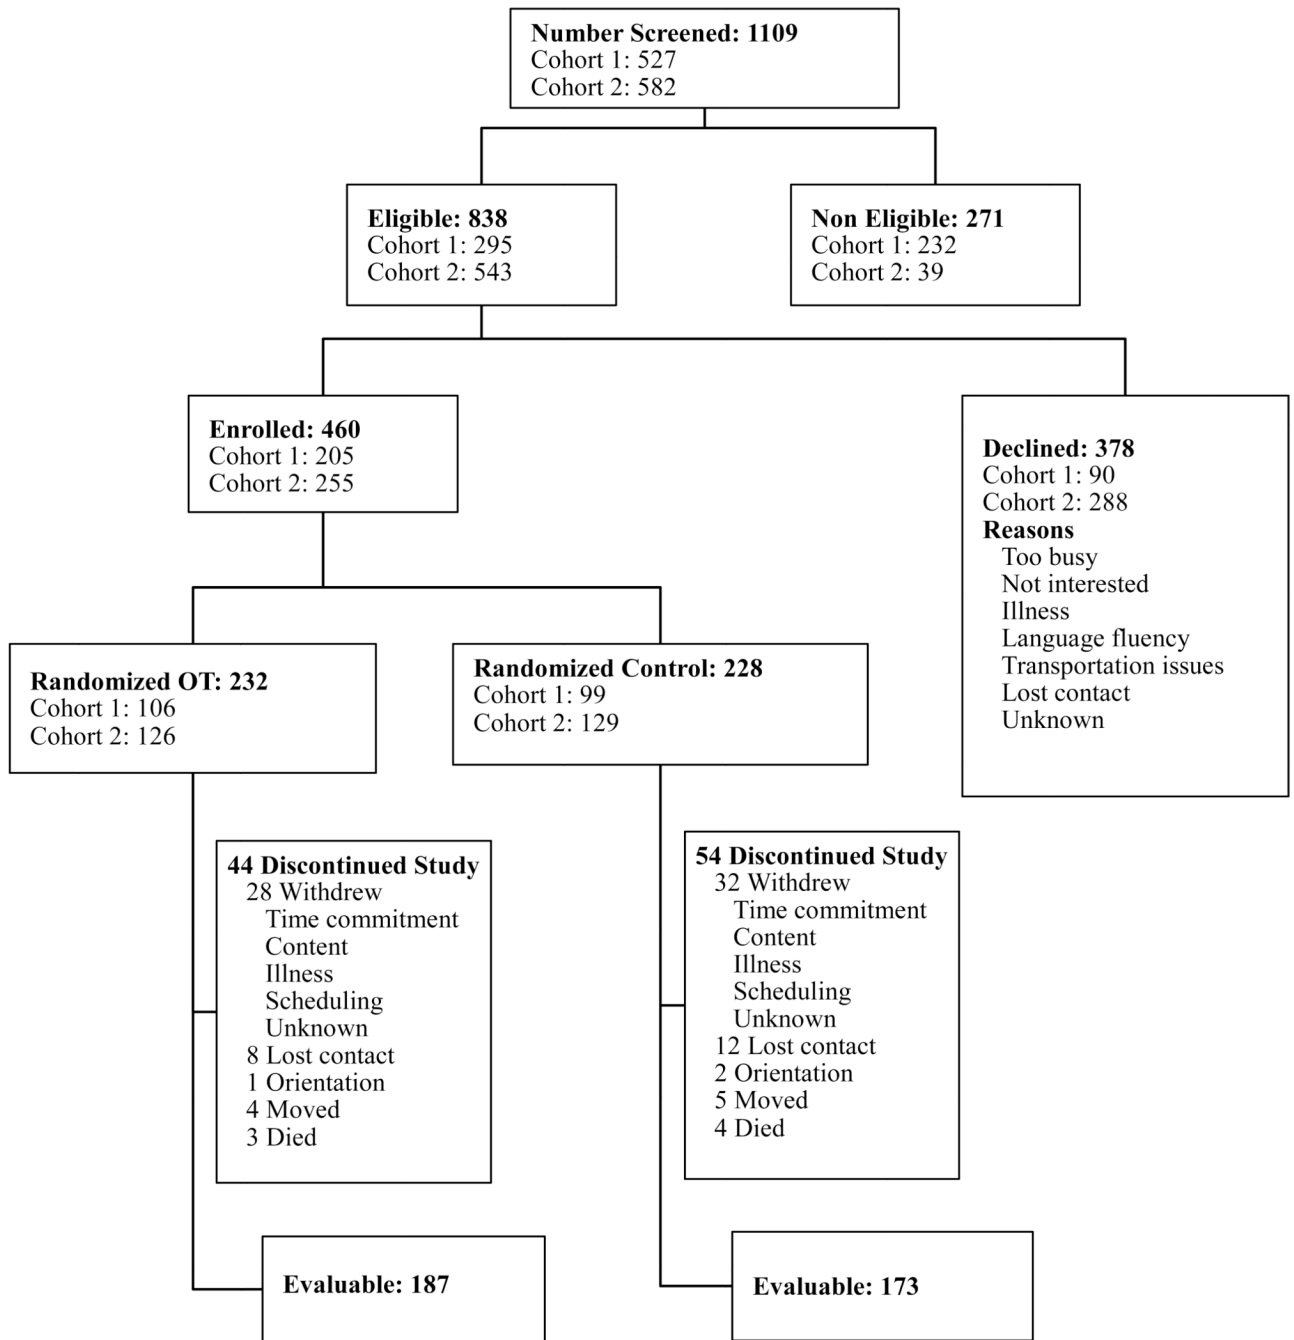 Number Screened: 1109
Cohort 1: 527
Cohort 2: 582
Eligible: 838
Cohort 1: 295
Cohort 2: 543
Non Eligible: 271
Cohort 1: 232
Cohort 2: 39
Enrolled: 460
Cohort 1: 205
Cohort 2: 255
Declined: 378
Cohort 1: 90
Cohort 2: 288
Reasons
Too busy
Not interested
Illness
Language fluency
Transportation issues
Lost contact
Unknown
Randomized OT: 232
Cohort 1: 106
Cohort 2: 126
Randomized Control: 228
Cohort 1: 99
Cohort 2: 129
44 Discontinued Study
28 Withdrew
Time commitment
Content
Illness
Scheduling
Unknown
8 Lost contact
1 Orientation
4 Moved
3 Died
54 Discontinued Study
32 Withdrew
Time commitment
Content
Illness
Scheduling
Unknown
12 Lost contact
2 Orientation
5 Moved
4 Died
Evaluable: 187
Evaluable: 173